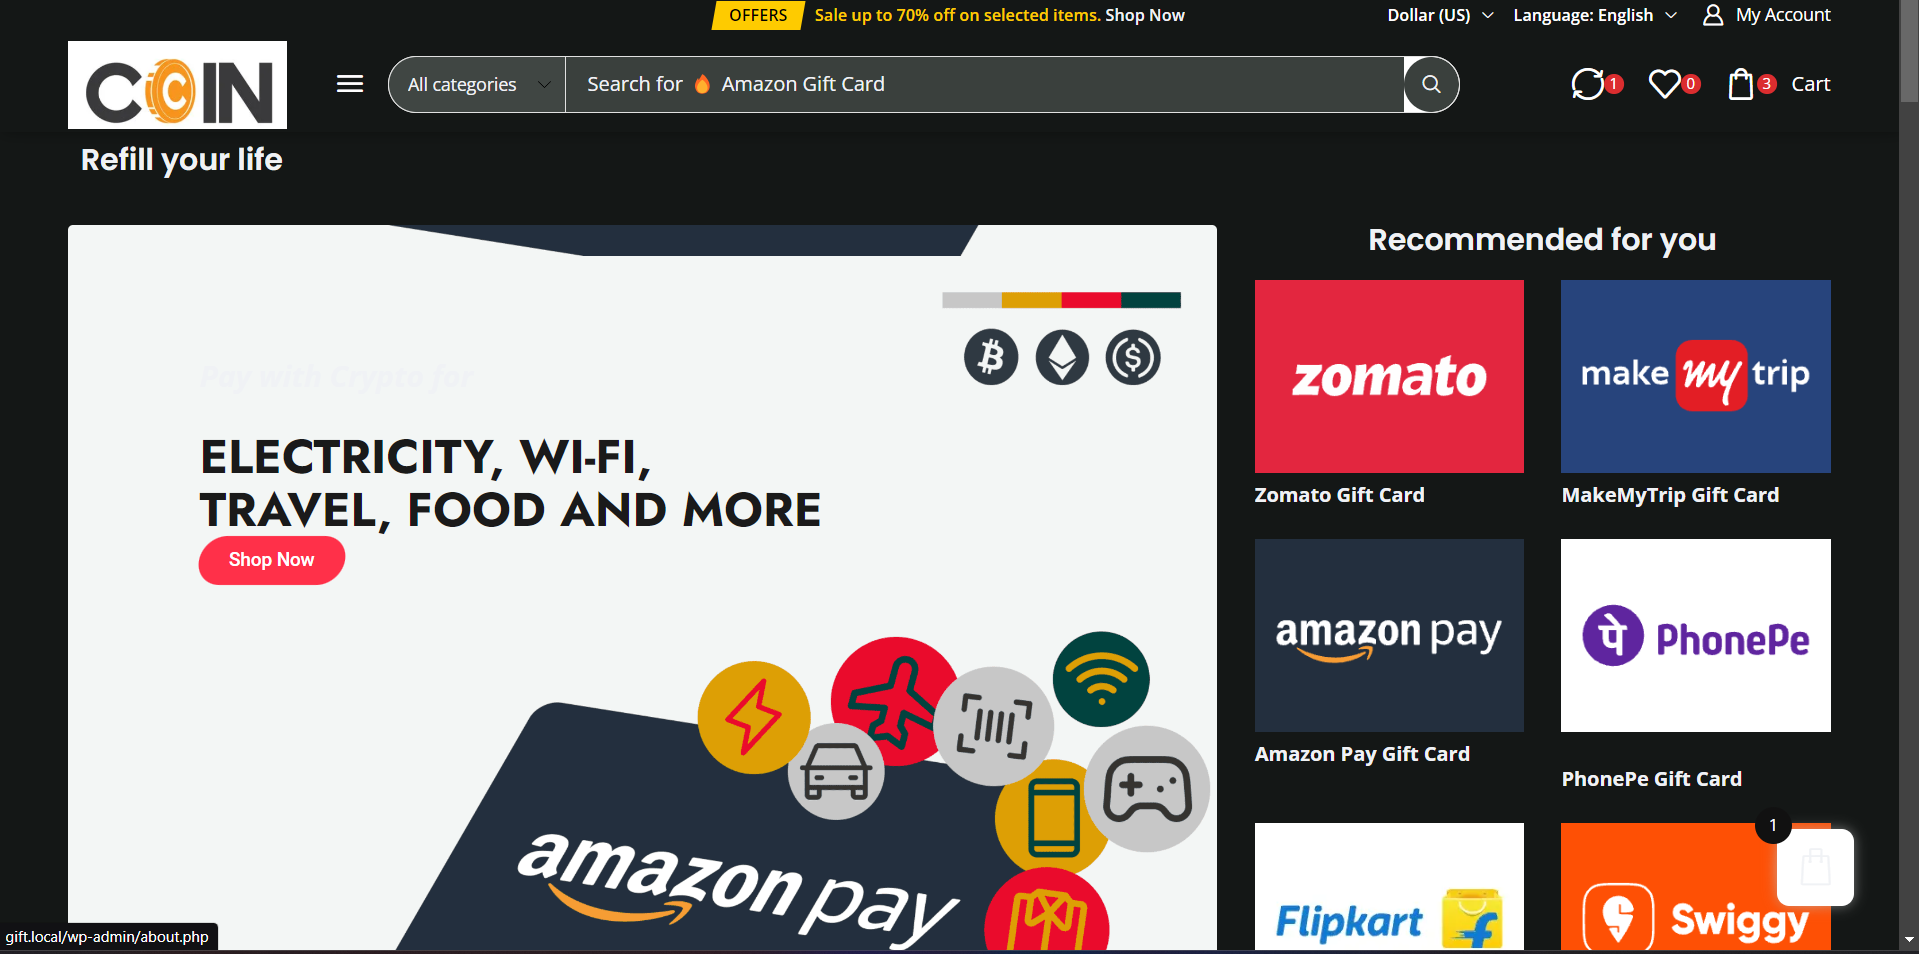 OFFERS Sale up to 70% off on selected items. Shop Now
Dollar (US) Language: English My Account
COIN
All categories Search for 🔥 Amazon Gift Card
1 0 3 Cart
Refill your life
Recommended for you
Pay with Crypto for
ELECTRICITY, WI-FI,
TRAVEL, FOOD AND MORE
Shop Now
amazon pay
zomato
make my trip
Zomato Gift Card
MakeMyTrip Gift Card
amazon pay
पे PhonePe
Amazon Pay Gift Card
PhonePe Gift Card
1
Flipkart
Swiggy
gift.local/wp-admin/about.php